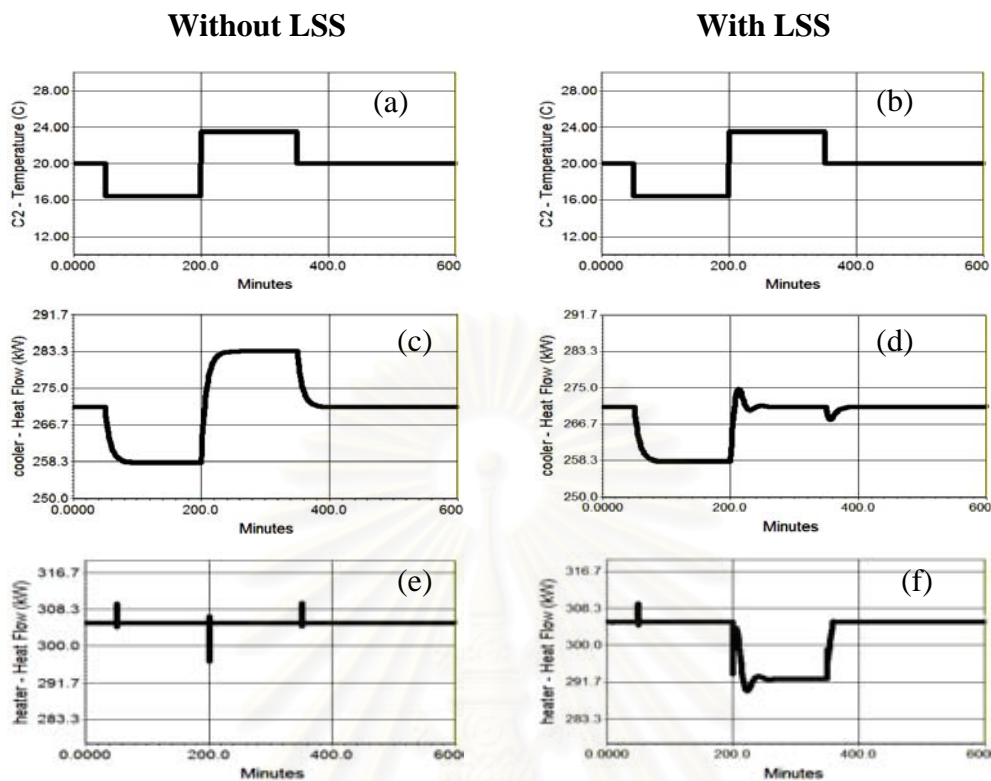 Without LSS
With LSS
C2 - Temperature (C)
28.00
24.00
20.00
16.00
12.00
(a)
0.0000 200.0 400.0 600
Minutes
C2 - Temperature (C)
28.00
24.00
20.00
16.00
12.00
(b)
0.0000 200.0 400.0 600
Minutes
cooler - Heat Flow (kW)
291.7
283.3
275.0
266.7
258.3
250.0
(c)
0.0000 200.0 400.0 600
Minutes
cooler - Heat Flow (kW)
291.7
283.3
275.0
266.7
258.3
250.0
(d)
0.0000 200.0 400.0 600
Minutes
heater - Heat Flow (kW)
316.7
308.3
300.0
291.7
283.3
(e)
0.0000 200.0 400.0 600
Minutes
heater - Heat Flow (kW)
316.7
308.3
300.0
291.7
283.3
(f)
0.0000 200.0 400.0 600
Minutes